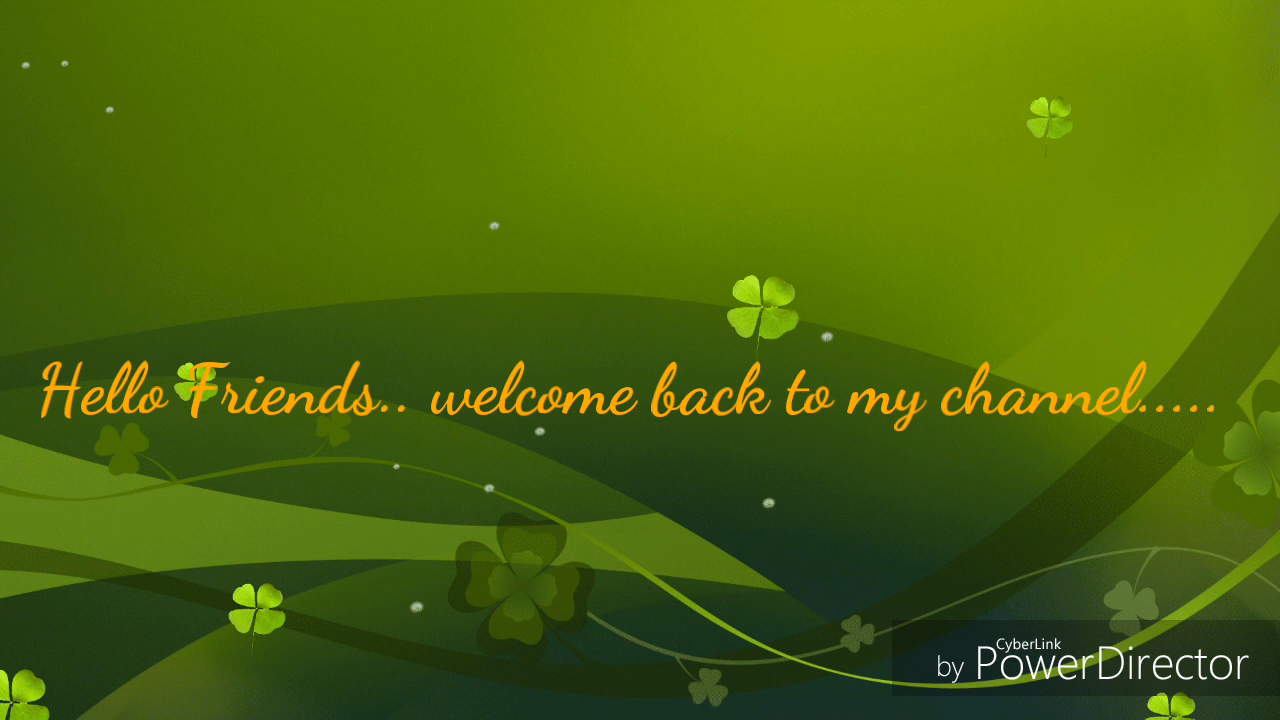 Hello Friends.. welcome back to my channel.....
CyberLink
by PowerDirector